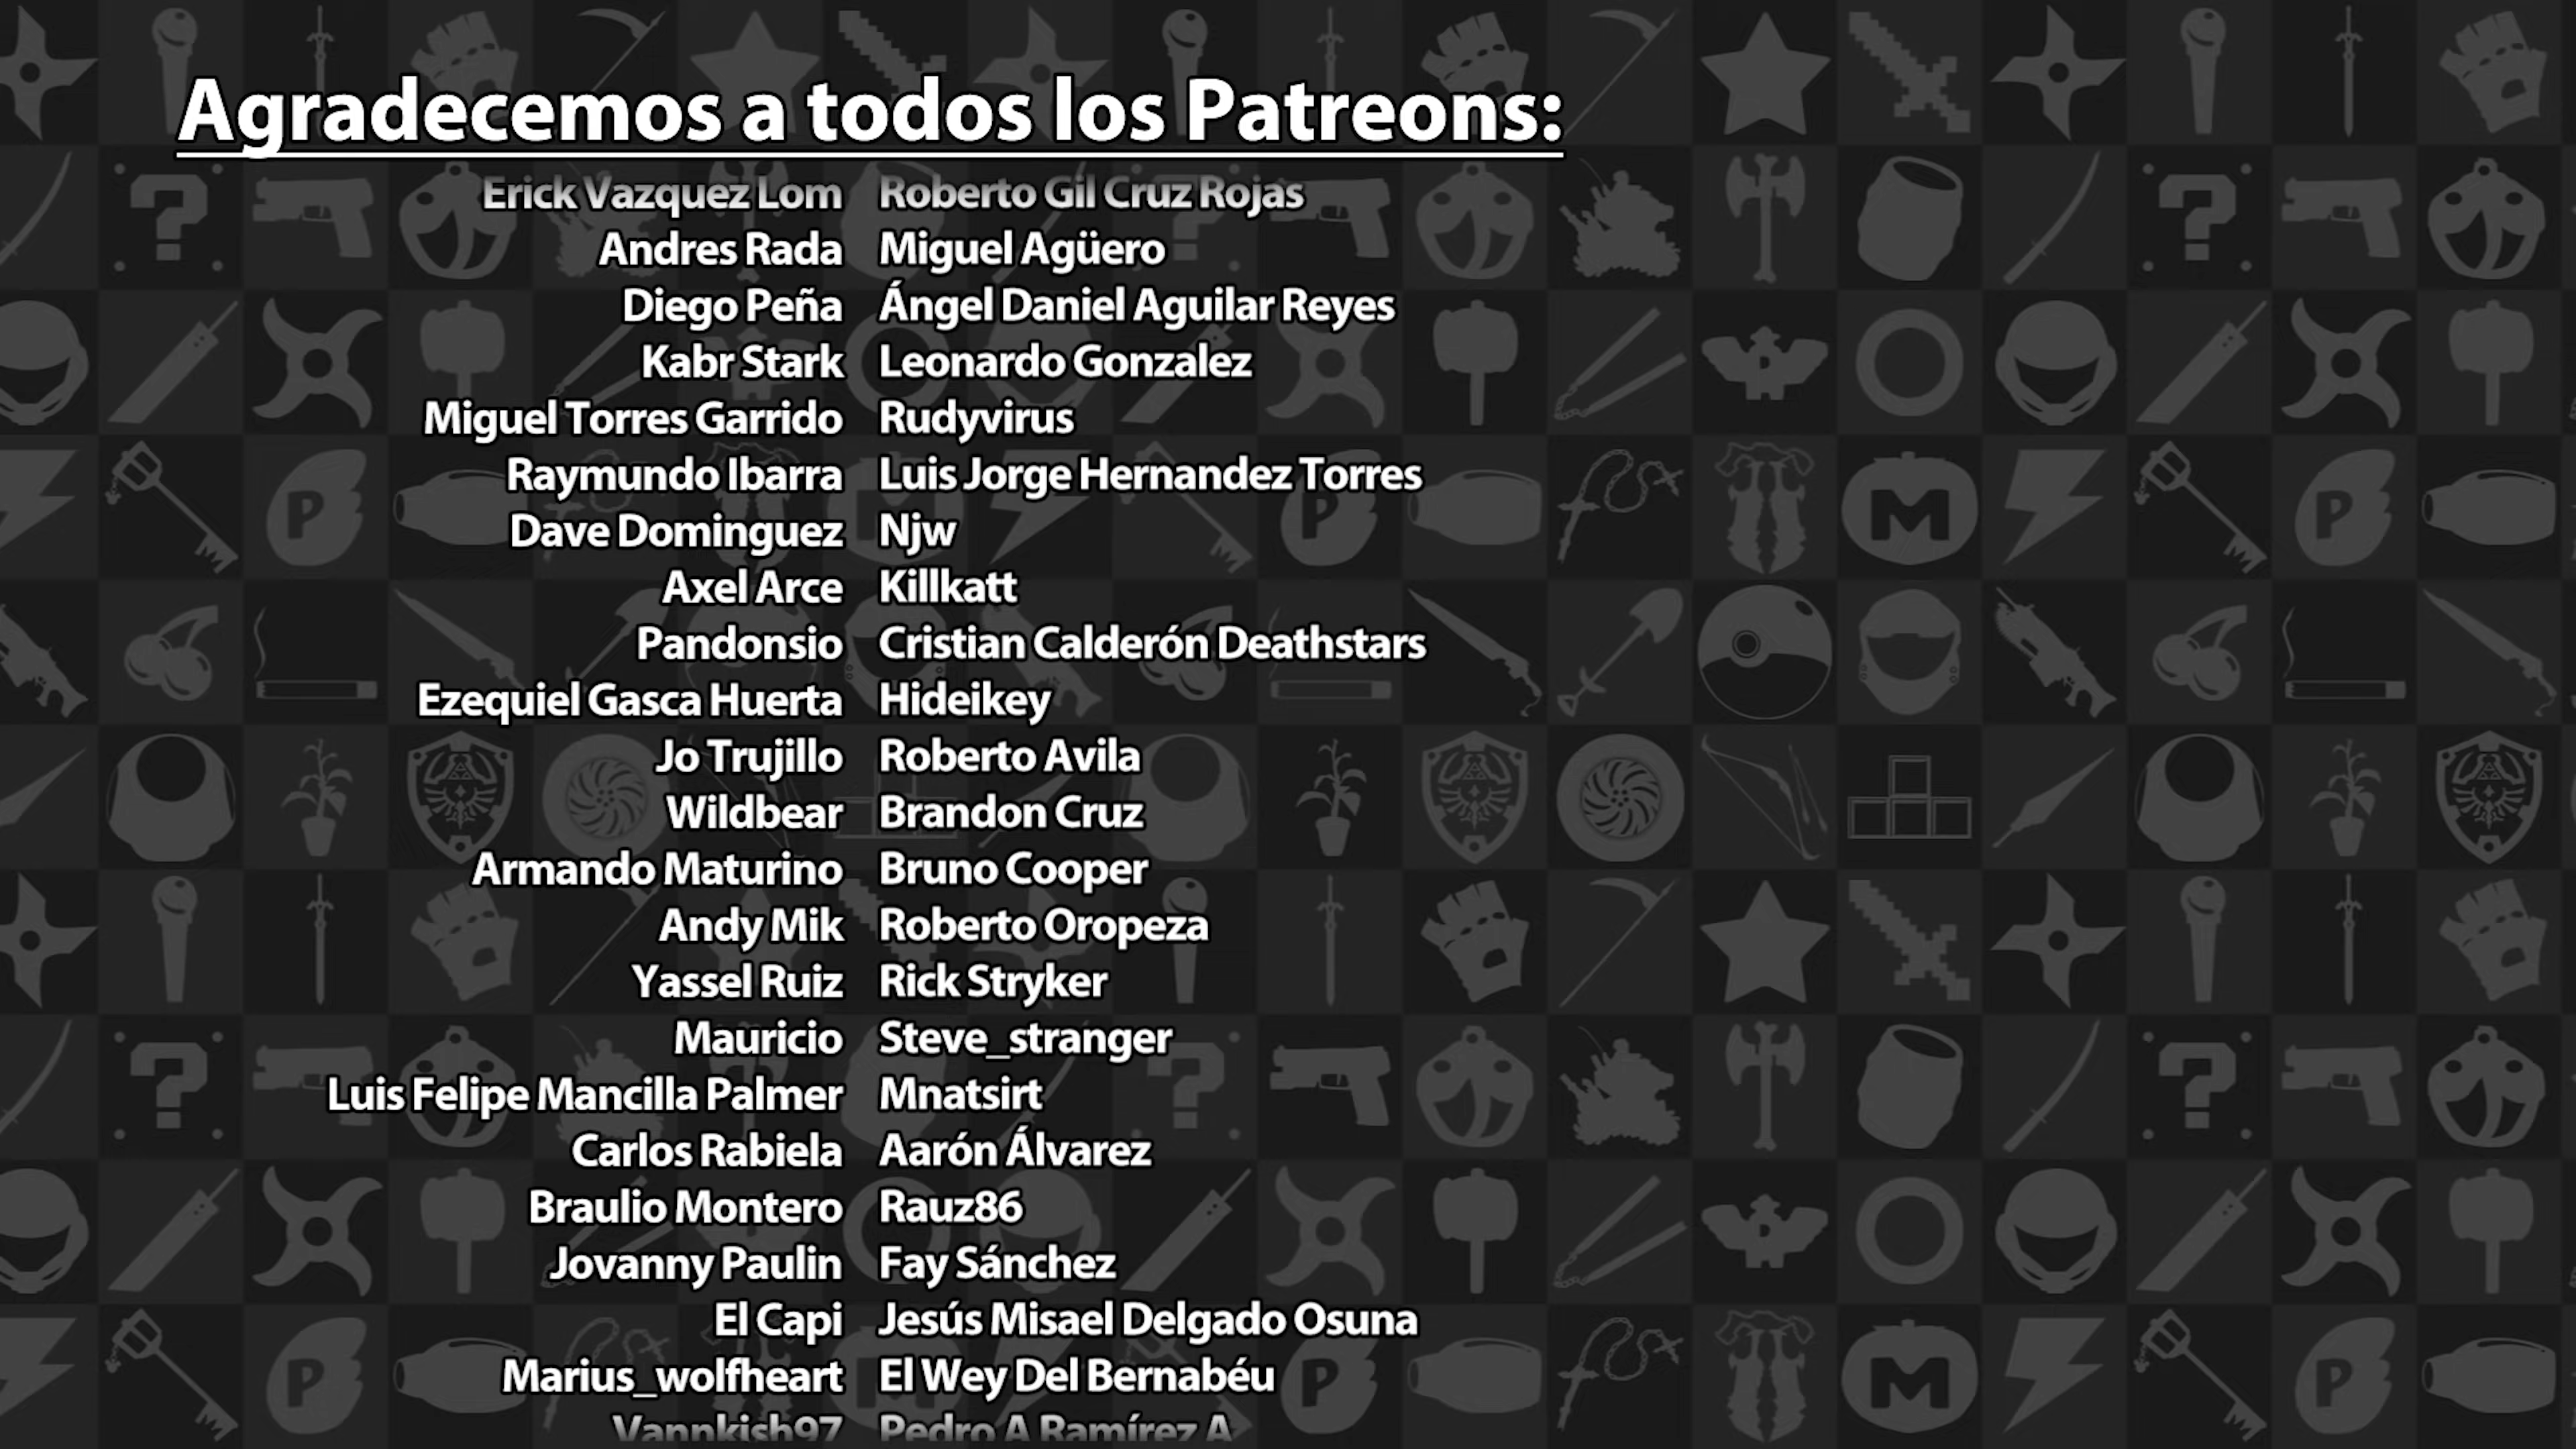 Agradecemos a todos los Patreons:
Erick Vazquez Lom Roberto Gil Cruz Rojas
Andres Rada Miguel Agüero
Diego Peña Ángel Daniel Aguilar Reyes
Kabr Stark Leonardo Gonzalez
Miguel Torres Garrido Rudyvirus
Raymundo Ibarra Luis Jorge Hernandez Torres
Dave Dominguez Njw
Axel Arce Killkatt
Pandonsio Cristian Calderón Deathstars
Ezequiel Gasca Huerta Hideikey
Jo Trujillo Roberto Avila
Wildbear Brandon Cruz
Armando Maturino Bruno Cooper
Andy Mik Roberto Oropeza
Yassel Ruiz Rick Stryker
Mauricio Steve_stranger
Luis Felipe Mancilla Palmer Mnatsirt
Carlos Rabiela Aarón Álvarez
Braulio Montero Rauz86
Jovanny Paulin Fay Sánchez
El Capi Jesús Misael Delgado Osuna
Marius_wolfheart El Wey Del Bernabéu
Vannkish97 Pedro A Ramírez A